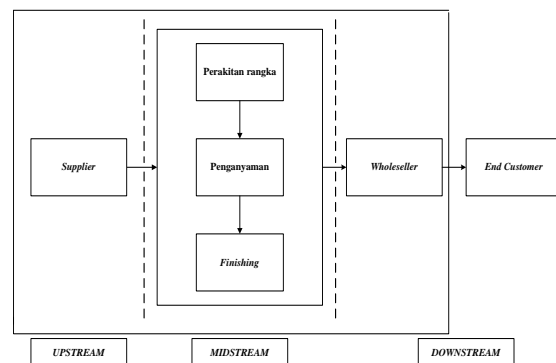 Perakitan rangka
Supplier
Penganyaman
Wholeseller
End Customer
Finishing
UPSTREAM
MIDSTREAM
DOWNSTREAM